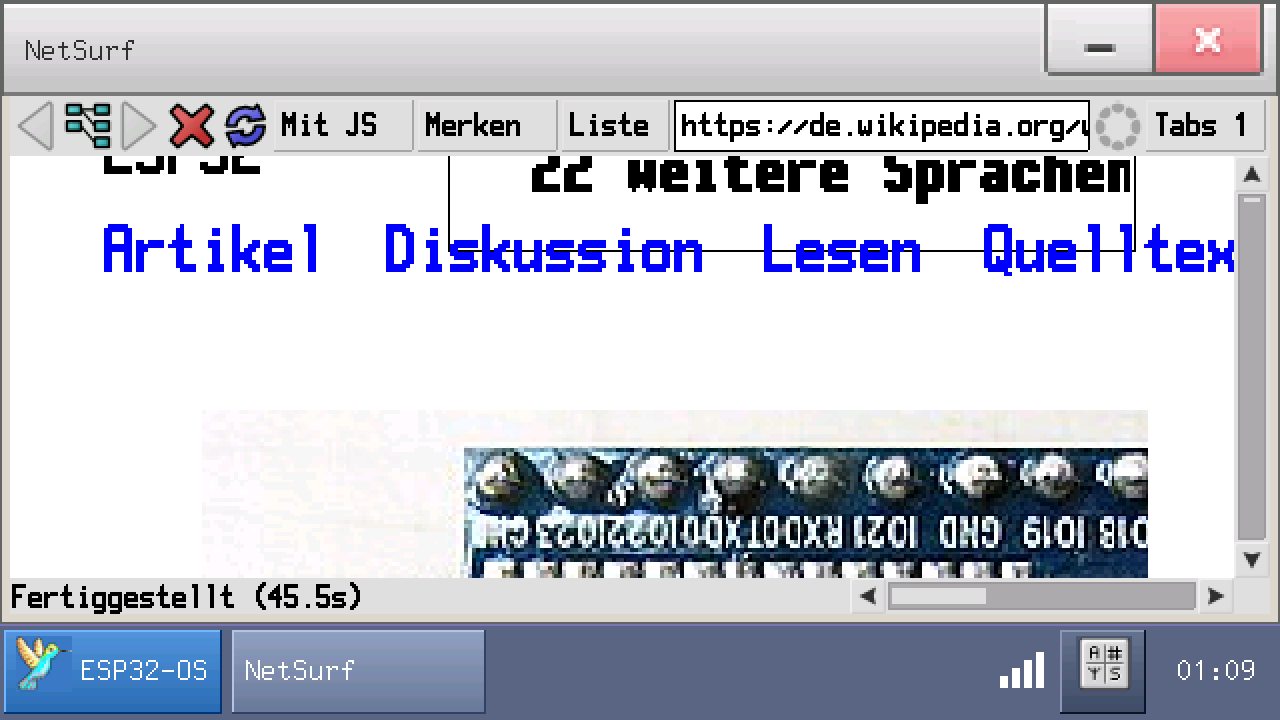 NetSurf
Mit JS Merken Liste https://de.wikipedia.org/w Tabs 1
ESP32
22 weitere Sprachen
Artikel Diskussion Lesen Quelltex
GND IO23 IO22 TXD0 RXD0 IO21 GND IO19 IO18
Fertiggestellt (45.5s)
ESP32-OS NetSurf A # Y S 01:09